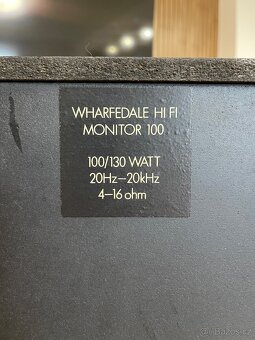 WHARFEDALE HI FI
MONITOR 100
100/130 WATT
20Hz–20kHz
4–16 ohm